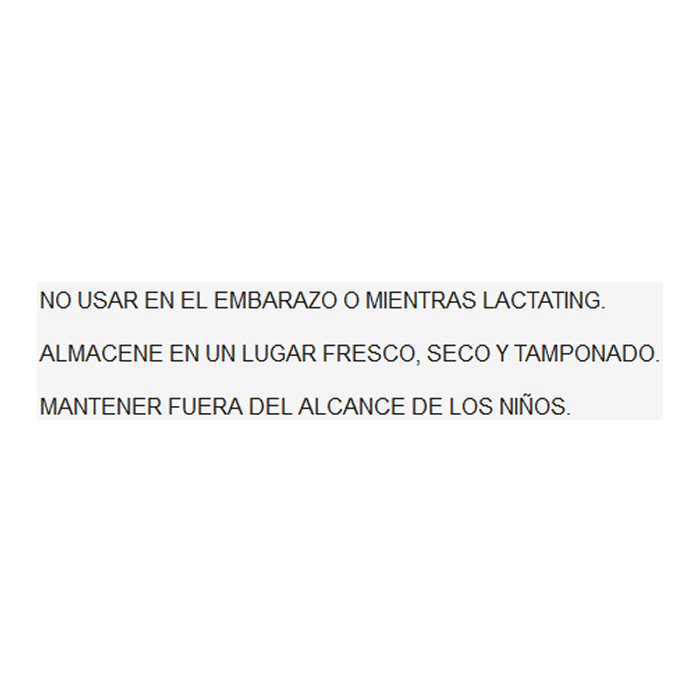 NO USAR EN EL EMBARAZO O MIENTRAS LACTATING.
ALMACENE EN UN LUGAR FRESCO, SECO Y TAMPONADO.
MANTENER FUERA DEL ALCANCE DE LOS NIÑOS.